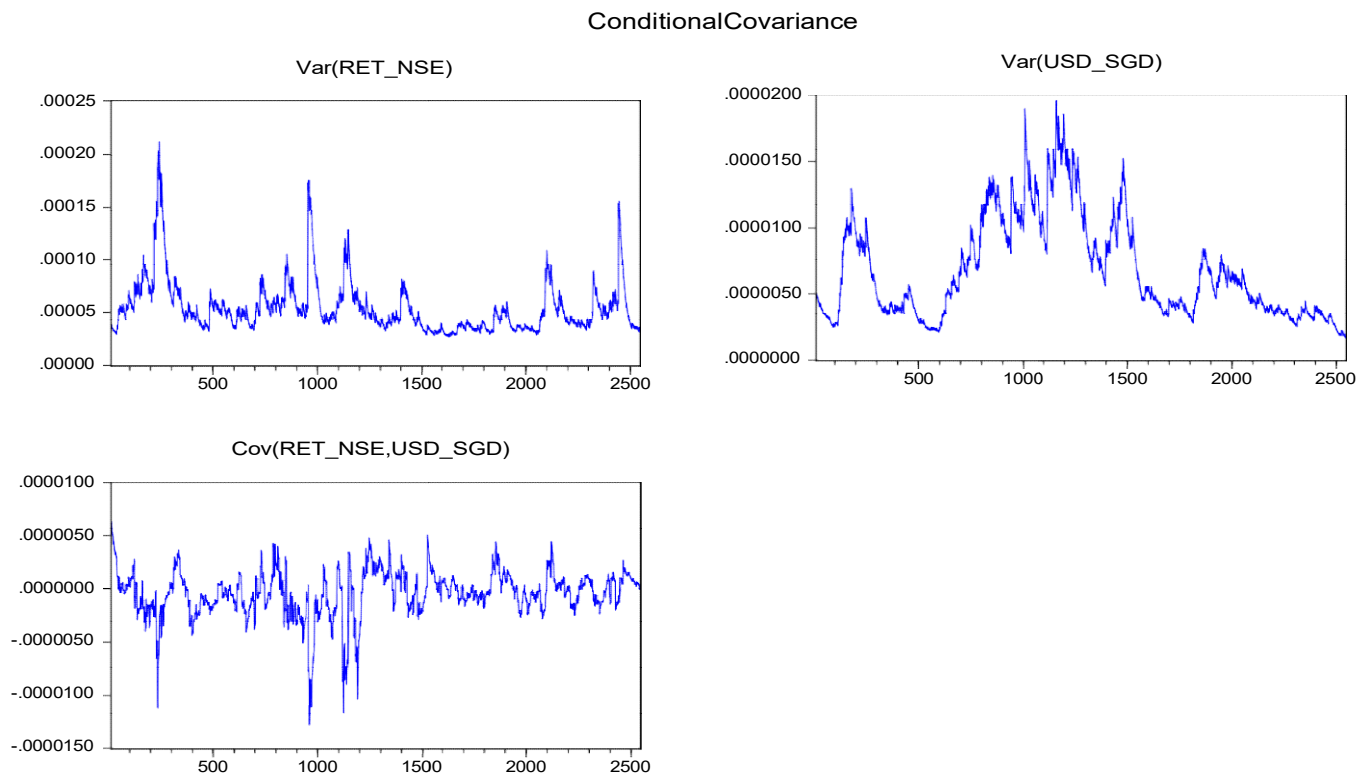 ConditionalCovariance
Var(RET_NSE)
.00025
.00020
.00015
.00010
.00005
.00000
500 1000 1500 2000 2500
Var(USD_SGD)
.0000200
.0000150
.0000100
.0000050
.0000000
500 1000 1500 2000 2500
Cov(RET_NSE,USD_SGD)
.0000100
.0000050
.0000000
-.0000050
-.0000100
-.0000150
500 1000 1500 2000 2500